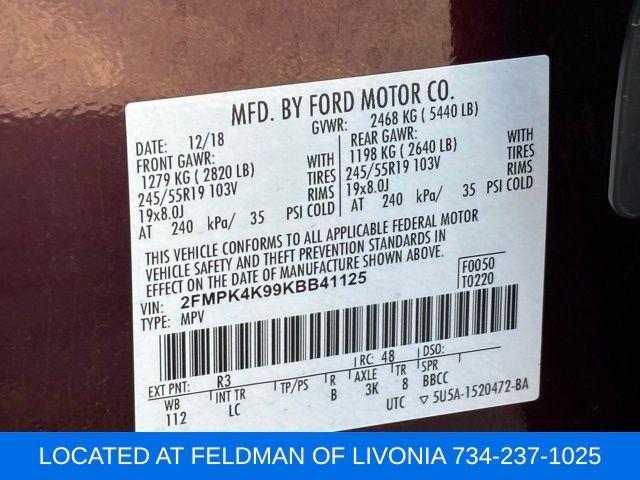 MFD. BY FORD MOTOR CO.
DATE: 12/18 GVWR: 2468 KG (5440 LB)
FRONT GAWR: REAR GAWR:
1279 KG (2820 LB) WITH 1198 KG (2640 LB) WITH
245/55R19 103V TIRES 245/55R19 103V TIRES
19x8.0J RIMS 19x8.0J RIMS
AT 240 kPa/ 35 PSI COLD AT 240 kPa/ 35 PSI COLD
THIS VEHICLE CONFORMS TO ALL APPLICABLE FEDERAL MOTOR
VEHICLE SAFETY AND THEFT PREVENTION STANDARDS IN
EFFECT ON THE DATE OF MANUFACTURE SHOWN ABOVE.
VIN: 2FMPK4K99KBB41125 F0050
TYPE: MPV T0220
EXT PNT: R3 RC: 48 DSO:
WB INT TR TP/PS R AXLE TR SPR
112 LC B 3K 8 BBCC
UTC ▽ 5U5A-1520472-BA
LOCATED AT FELDMAN OF LIVONIA 734-237-1025